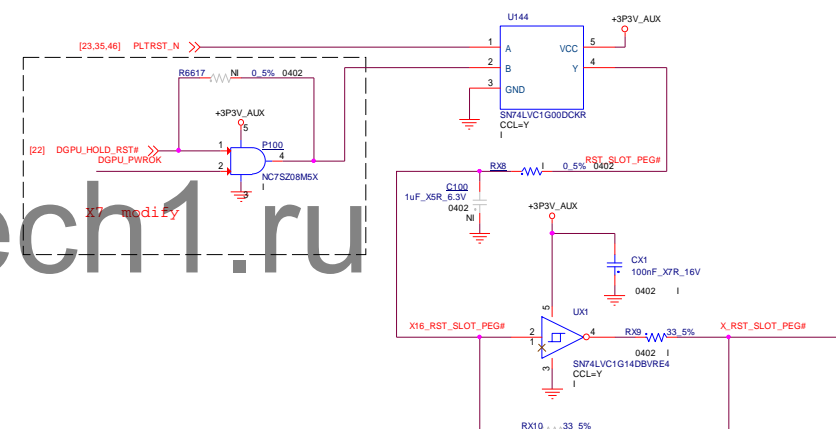 U144
+3P3V_AUX
[23,35,46] PLTRST_N
1 A VCC 5
2 B Y 4
3 GND
R6617 NI 0_5% 0402
SN74LVC1G00DCKR
CCL=Y
I
+3P3V_AUX
5
[22] DGPU_HOLD_RST# 1
P100
DGPU_PWROK 2
4
NC7SZ08M5X
I
3
X7 modify
ech1.ru
RX8 I 0_5% 0402
RST_SLOT_PEG#
C100
1uF_X5R_6.3V
0402
NI
+3P3V_AUX
CX1
100nF_X7R_16V
0402 I
5
UX1
X16_RST_SLOT_PEG# 2
1
4
RX9 33_5%
X_RST_SLOT_PEG#
0402 I
3
SN74LVC1G14DBVRE4
CCL=Y
I
RX10 33_5%